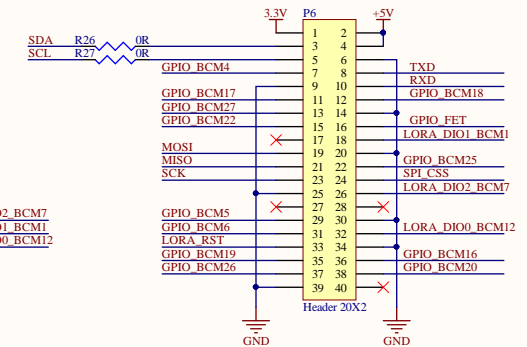 3.3V P6 +5V
1 2
SDA R26 0R 3 4
SCL R27 0R 5 6
GPIO_BCM4 7 8 TXD
9 10 RXD
GPIO_BCM17 11 12 GPIO_BCM18
GPIO_BCM27 13 14
GPIO_BCM22 15 16 GPIO_FET
17 18 LORA_DIO1_BCM1
MOSI 19 20
MISO 21 22 GPIO_BCM25
SCK 23 24 SPI_CSS
25 26 LORA_DIO2_BCM7
27 28
O2_BCM7 GPIO_BCM5 29 30
O1_BCM1 GPIO_BCM6 31 32 LORA_DIO0_BCM12
O0_BCM12 LORA_RST 33 34
GPIO_BCM19 35 36 GPIO_BCM16
GPIO_BCM26 37 38 GPIO_BCM20
39 40
Header 20X2
GND GND